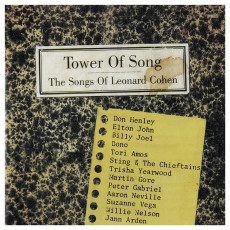 Tower Of Song
The Songs Of Leonard Cohen
Don Henley
Elton John
Billy Joel
Bono
Tori Amos
Sting & The Chieftains
Trisha Yearwood
Martin Gore
Peter Gabriel
Aaron Neville
Suzanne Vega
Willie Nelson
Jann Arden